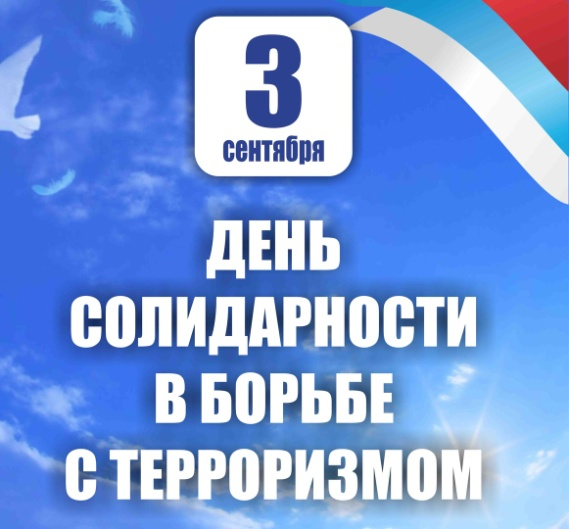 3
сентября
ДЕНЬ
СОЛИДАРНОСТИ
В БОРЬБЕ
С ТЕРРОРИЗМОМ